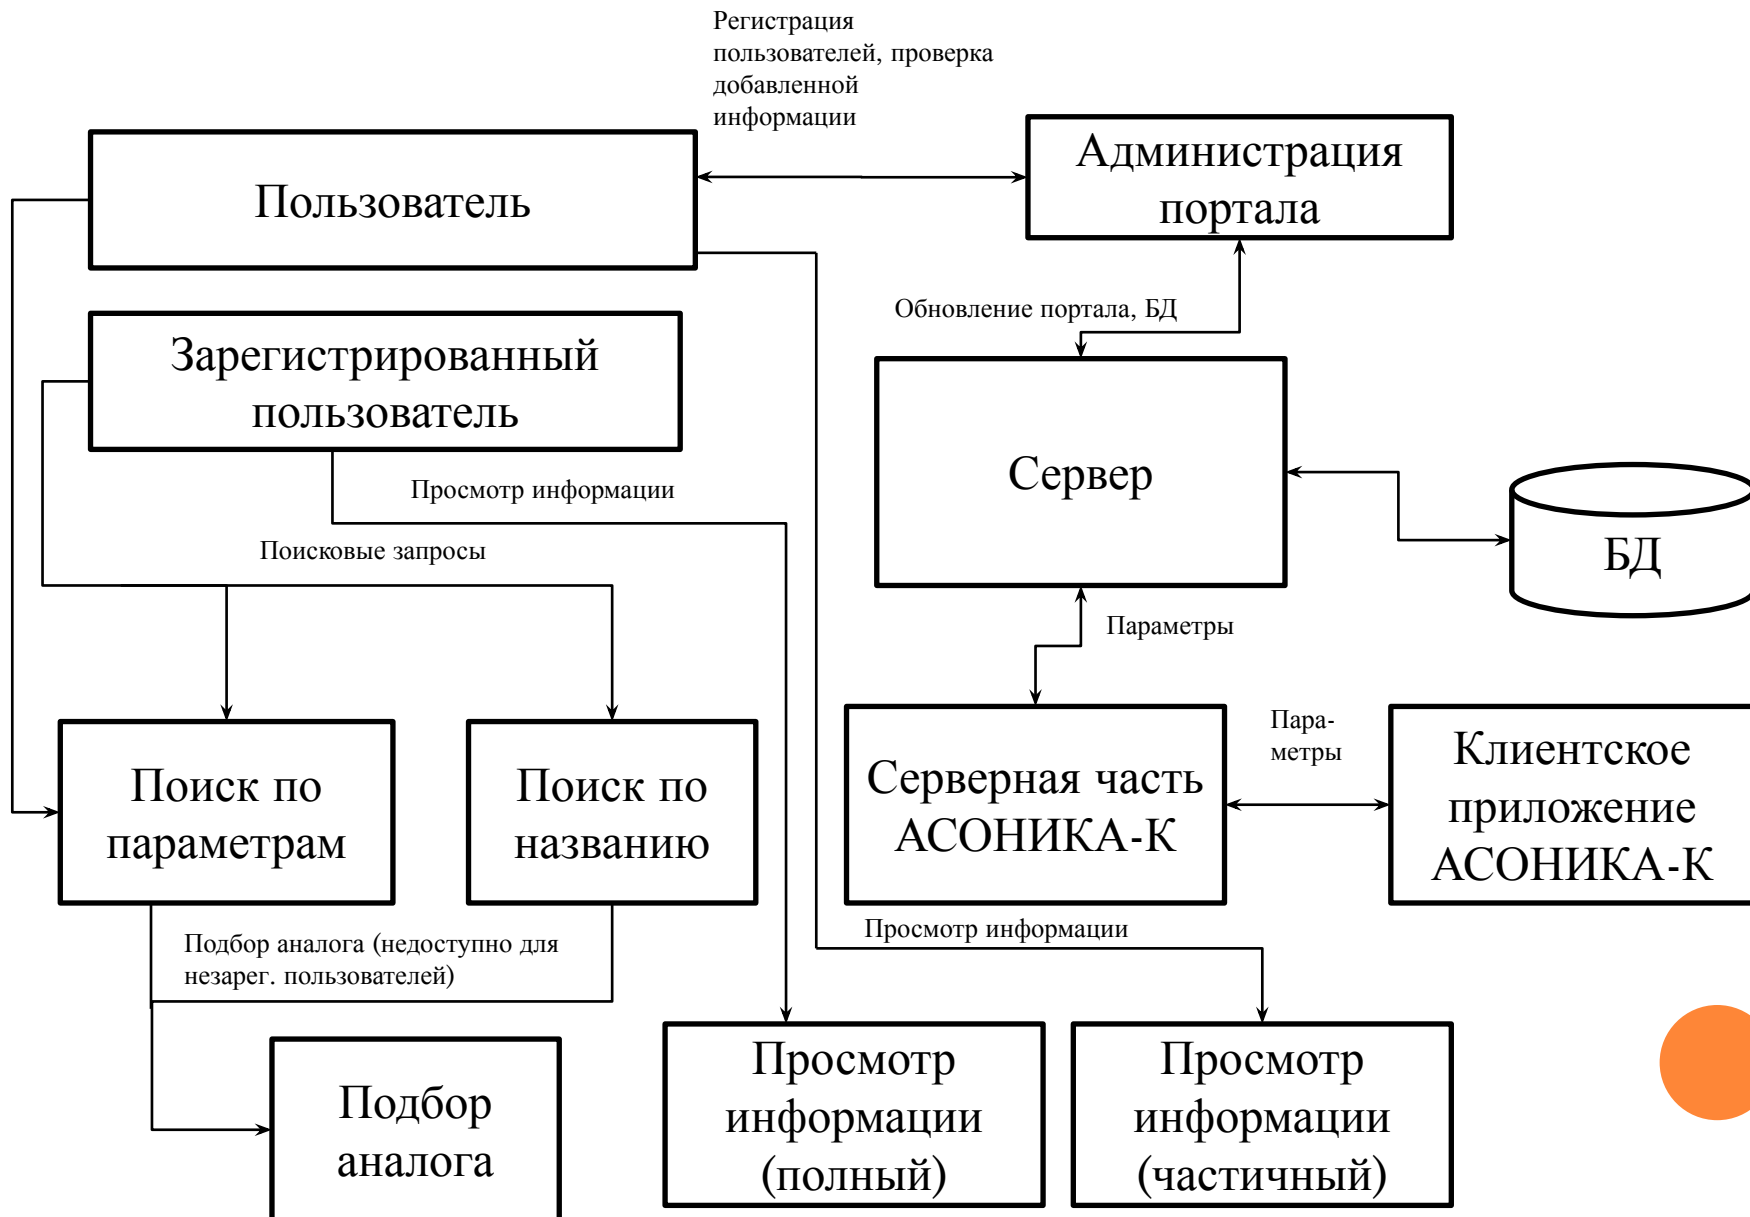 Регистрация
пользователей, проверка
добавленной
информации
Пользователь
Администрация
портала
Обновление портала, БД
Зарегистрированный
пользователь
Сервер
Просмотр информации
Поисковые запросы
БД
Параметры
Поиск по
параметрам
Поиск по
названию
Серверная часть
АСОНИКА-К
Пара-
метры
Клиентское
приложение
АСОНИКА-К
Подбор аналога (недоступно для
незарег. пользователей)
Просмотр информации
Подбор
аналога
Просмотр
информации
(полный)
Просмотр
информации
(частичный)